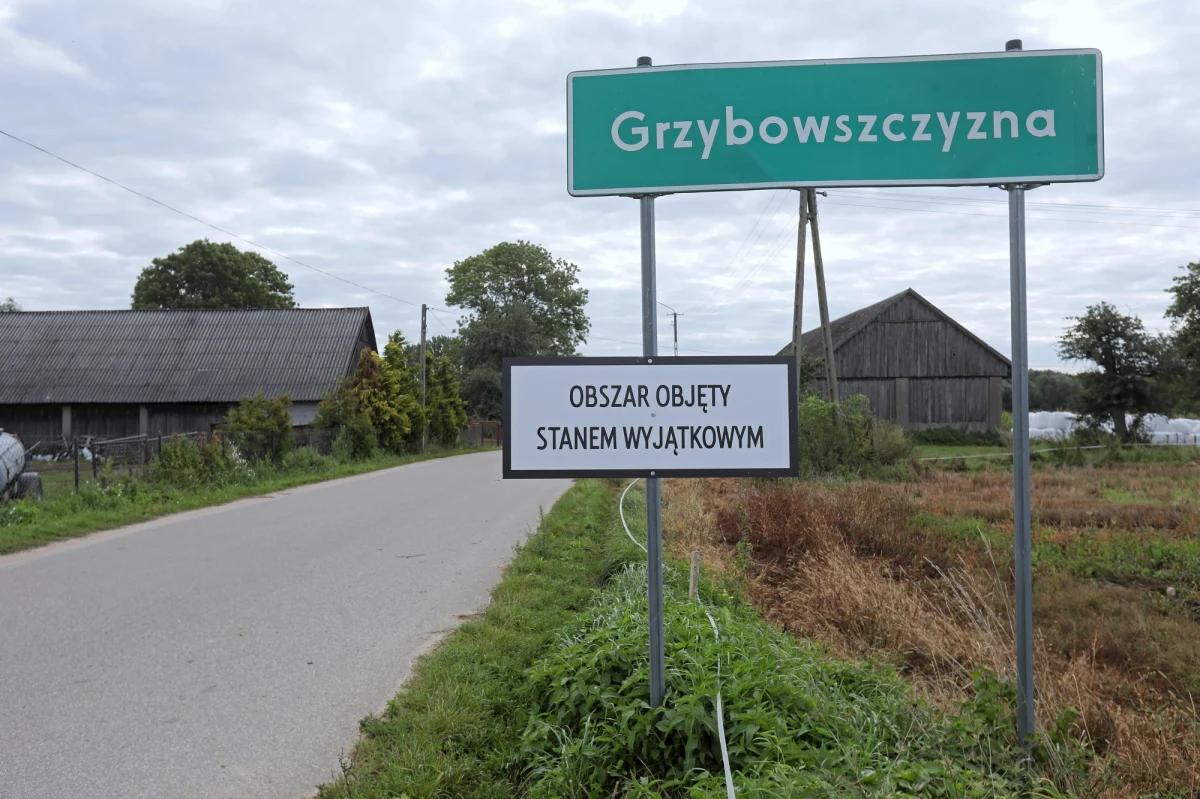 Grzybowszczyzna
OBSZAR OBJĘTY
STANEM WYJĄTKOWYM